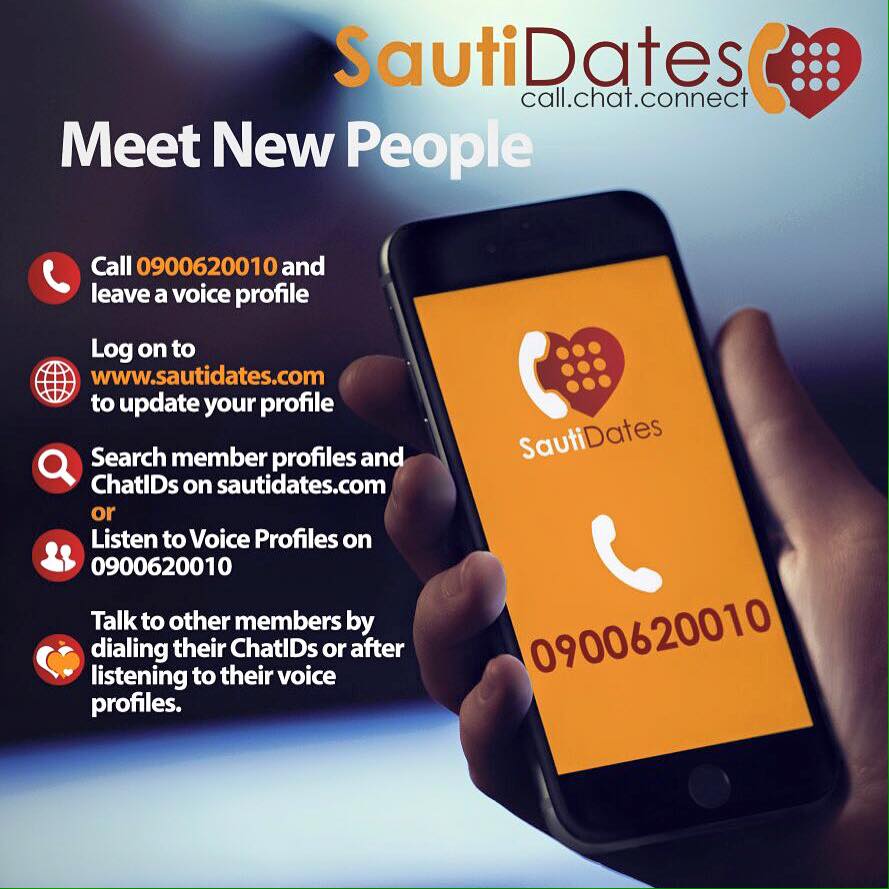 SautiDates
call.chat.connect
Meet New People
Call 0900620010 and
leave a voice profile
Log on to
www.sautidates.com
to update your profile
Search member profiles and
ChatIDs on sautidates.com
or
Listen to Voice Profiles on
0900620010
Talk to other members by
dialing their ChatIDs or after
listening to their voice
profiles.
SautiDates
0900620010